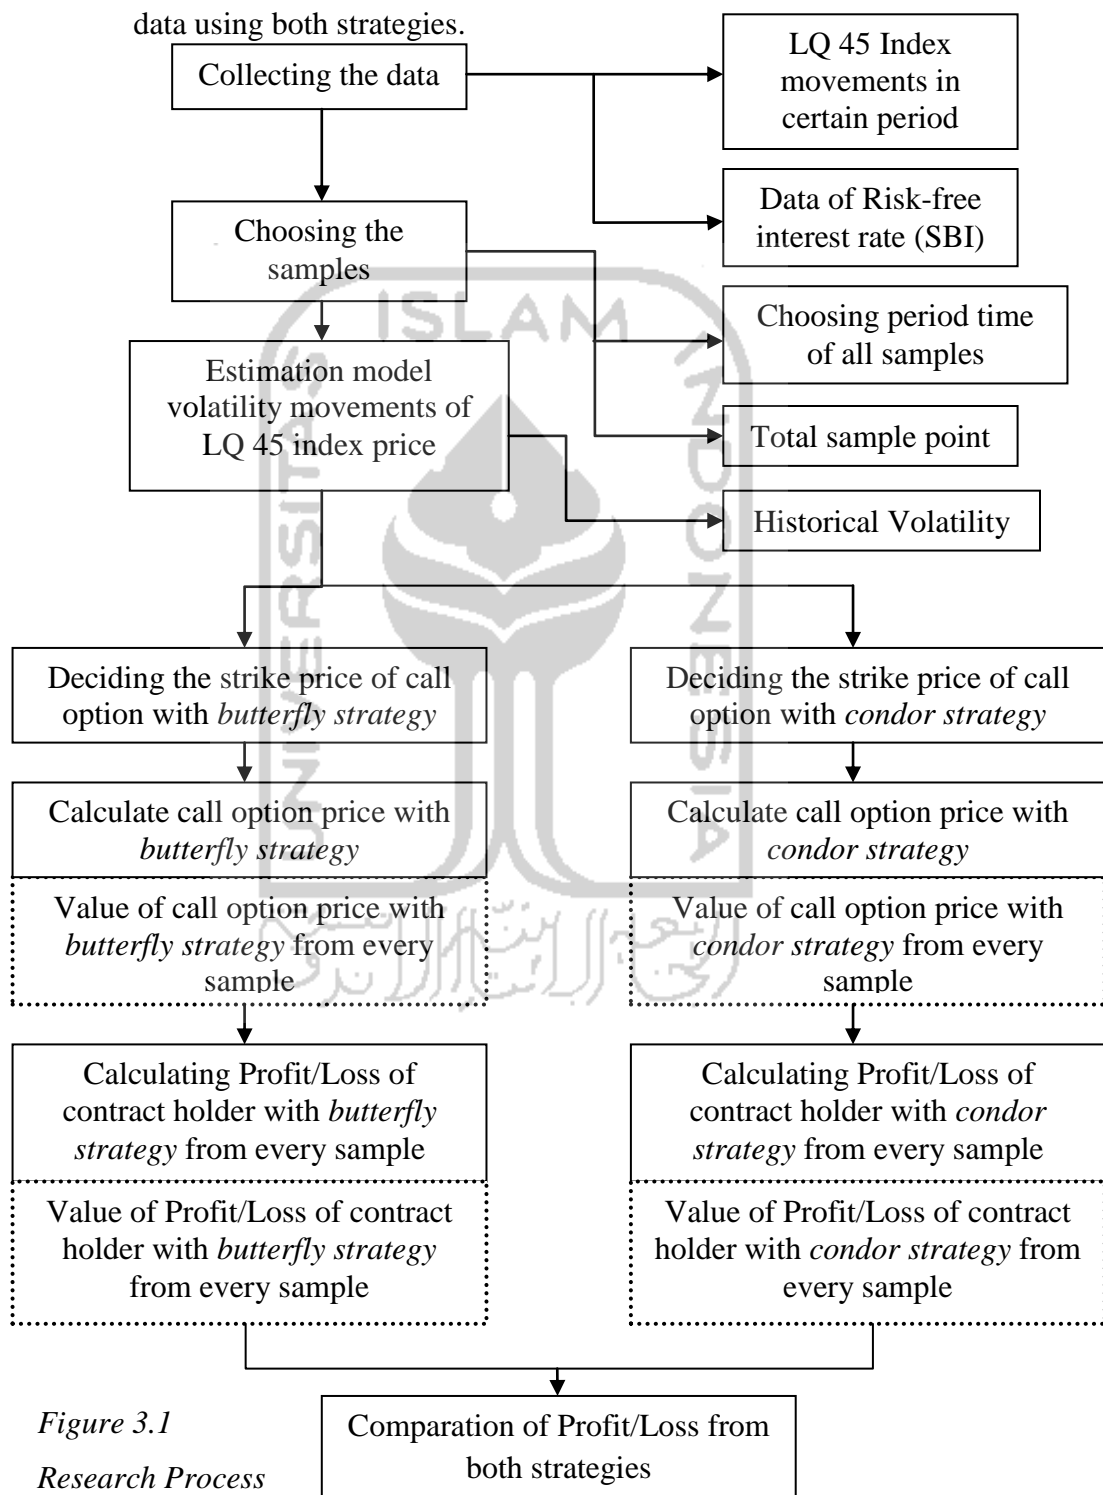 data using both strategies.
Collecting the data
LQ 45 Index
movements in
certain period
Data of Risk-free
interest rate (SBI)
Choosing the
samples
Choosing period time
of all samples
Total sample point
Estimation model
volatility movements of
LQ 45 index price
Historical Volatility
Deciding the strike price of call
option with butterfly strategy
Deciding the strike price of call
option with condor strategy
Calculate call option price with
butterfly strategy
Calculate call option price with
condor strategy
Value of call option price with
butterfly strategy from every
sample
Value of call option price with
condor strategy from every
sample
Calculating Profit/Loss of
contract holder with butterfly
strategy from every sample
Calculating Profit/Loss of
contract holder with condor
strategy from every sample
Value of Profit/Loss of contract
holder with butterfly strategy
from every sample
Value of Profit/Loss of contract
holder with condor strategy from
every sample
Comparation of Profit/Loss from
both strategies
Figure 3.1
Research Process
UNIVERSITAS
ISLAM
INDONESIA